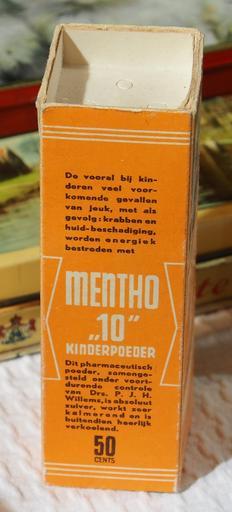 De vooral bij kin-
deren veel voor-
komende gevallen
van jeuk, met als
gevolg: krabben en
huid-beschadiging,
worden energiek
bestreden met
MENTHO
„10”
KINDERPOEDER
Dit pharmaceutisch
poeder, samenge-
steld onder voort-
durende controle
van Drs. P. J. H.
Willems, is absoluut
zuiver, werkt zeer
kalmerend en is
buitendien heerlijk
verkoelend.
50
CENTS